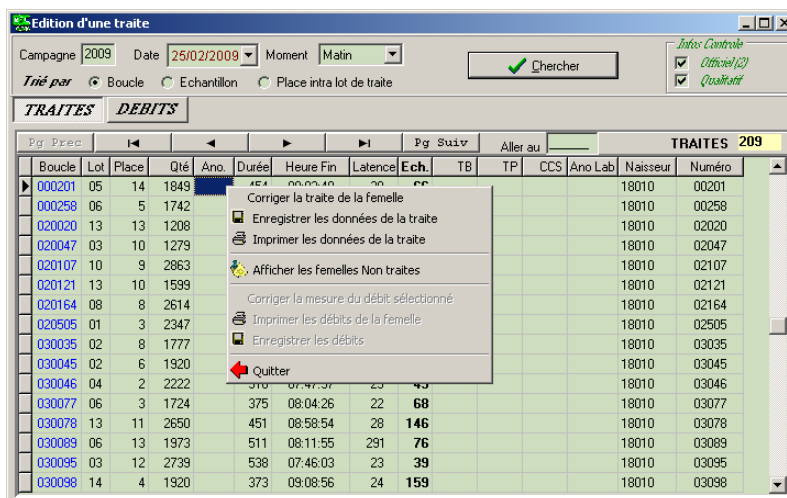 Edition d'une traite
Campagne 2009 Date 25/02/2009 Moment Matin Chercher Infos Controle
Officiel (2)
Qualitatif
Trié par Boucle Echantillon Place intra lot de traite
TRAITES DEBITS
Pg Prec Pg Suiv Aller au TRAITES 209
Boucle Lot Place Qté Ano. Durée Heure Fin Latence Ech. TB TP CCS Ano Lab Naisseur Numéro
000201 05 14 1849 18010 00201
Corriger la traite de la femelle
000258 06 5 1742 18010 00258
Enregistrer les données de la traite
020020 13 13 1208 18010 02020
Imprimer les données de la traite
020047 03 10 1279 18010 02047
020107 10 9 2863 18010 02107
Afficher les femelles Non traites
020121 13 10 1599 18010 02121
Corriger la mesure du débit sélectionné
020164 08 8 2614 18010 02164
Imprimer les débits de la femelle
020505 01 3 2347 18010 02505
Enregistrer les débits
030035 02 8 1777 18010 03035
030045 02 6 1920 18010 03045
Quitter
030046 04 2 2222 18010 03046
030077 06 3 1724 375 08:04:26 22 68 18010 03077
030078 13 11 2650 451 08:58:54 28 146 18010 03078
030089 06 13 1973 511 08:11:55 291 76 18010 03089
030095 03 12 2739 538 07:46:03 23 39 18010 03095
030098 14 4 1920 373 09:08:56 24 159 18010 03098